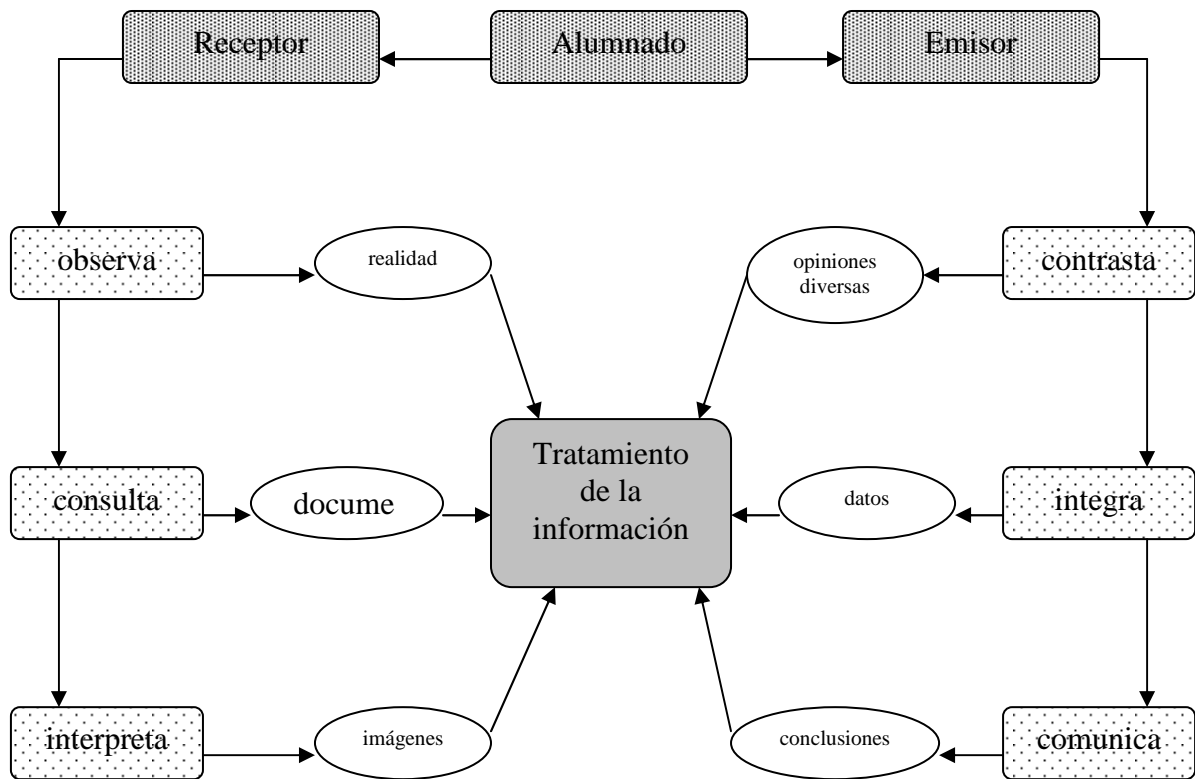 Receptor
Alumnado
Emisor
observa
realidad
opiniones
diversas
contrasta
Tratamiento
de la
información
consulta
docume
datos
integra
interpreta
imágenes
conclusiones
comunica